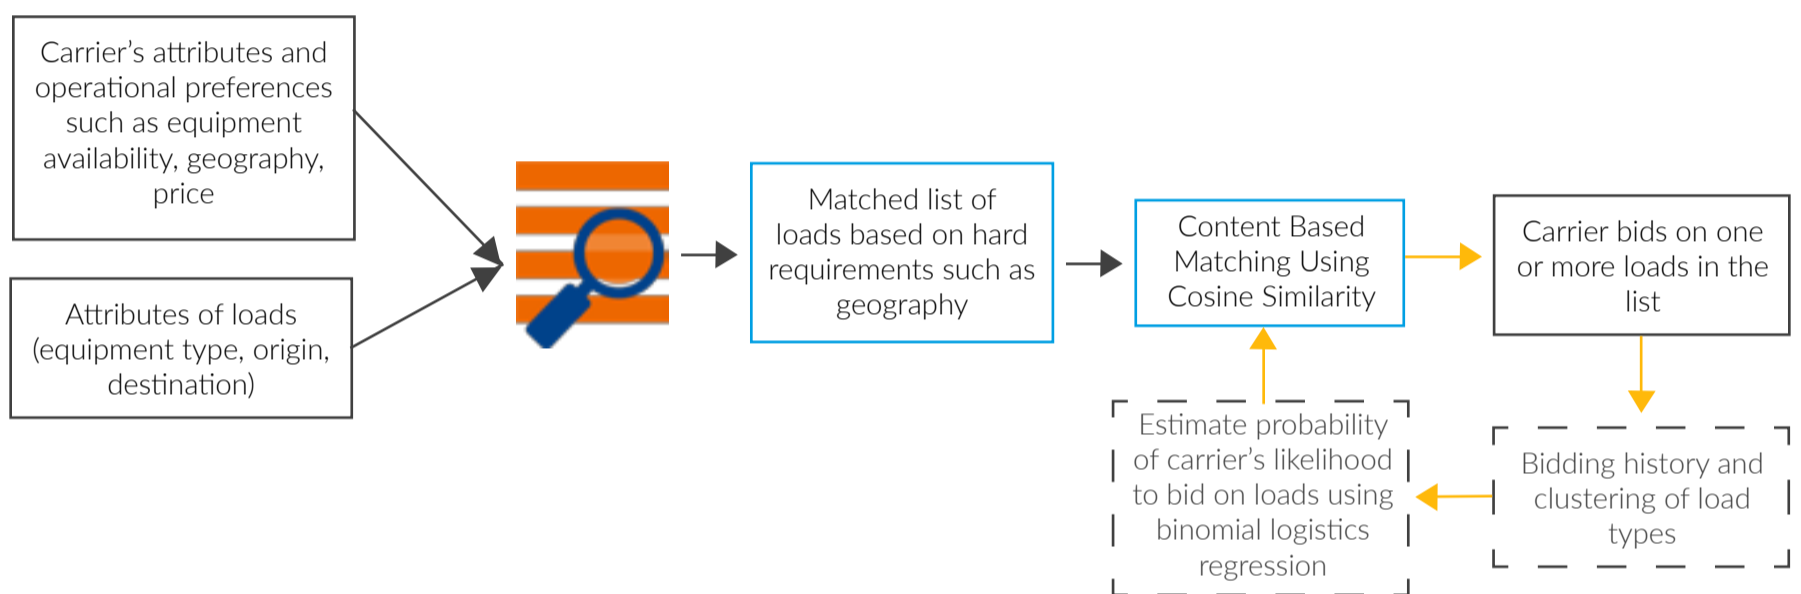 Carrier’s attributes and
operational preferences
such as equipment
availability, geography,
price
Attributes of loads
(equipment type, origin,
destination)
Matched list of
loads based on hard
requirements such as
geography
Content Based
Matching Using
Cosine Similarity
Carrier bids on one
or more loads in the
list
Bidding history and
clustering of load
types
Estimate probability
of carrier’s likelihood
to bid on loads using
binomial logistics
regression